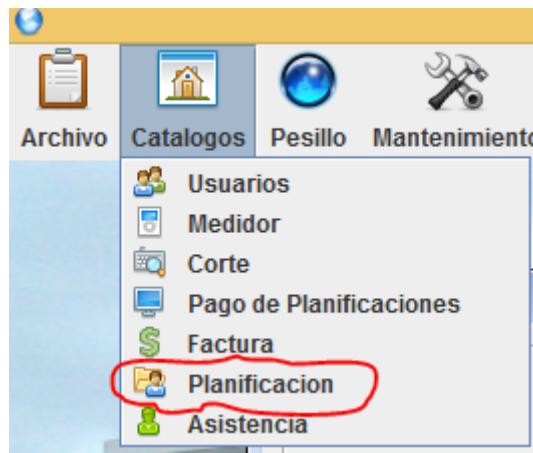 Archivo Catalogos Pesillo Mantenimiento
Usuarios
Medidor
Corte
Pago de Planificaciones
Factura
Planificacion
Asistencia